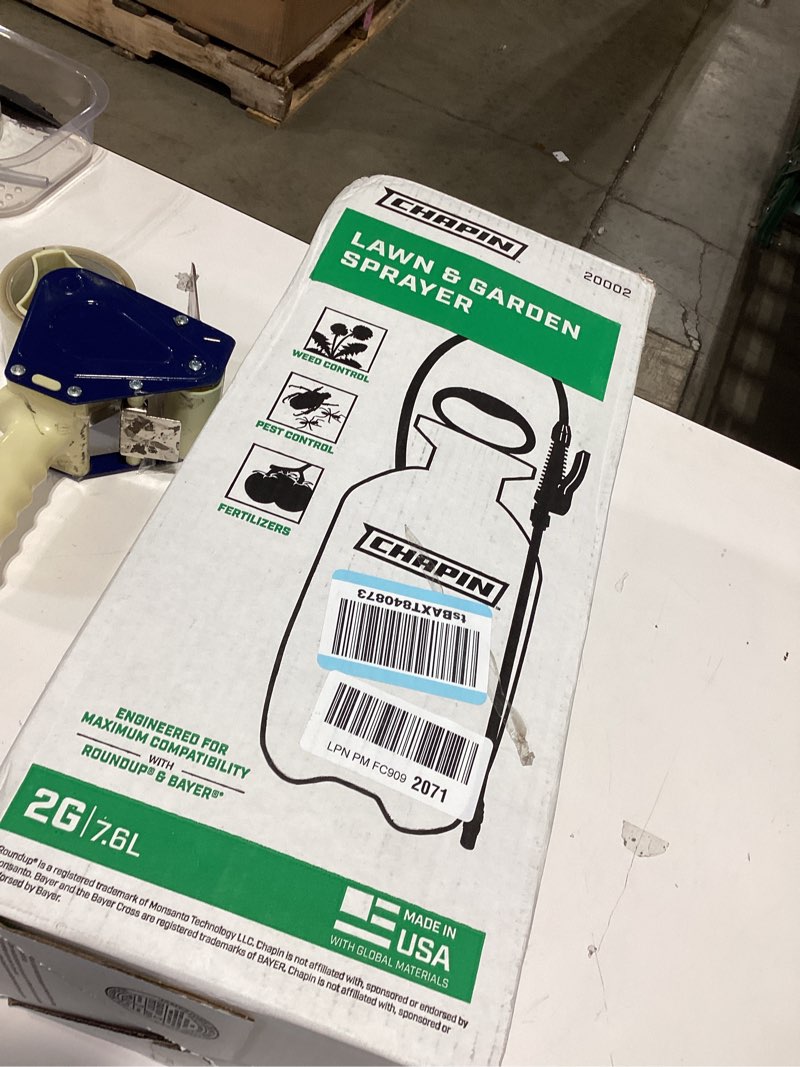 CHAPIN
20002
LAWN & GARDEN
SPRAYER
WEED CONTROL
PEST CONTROL
FERTILIZERS
CHAPIN
tsBAXT840873
LPN PM FC909 2071
ENGINEERED FOR
MAXIMUM COMPATIBILITY
WITH
ROUNDUP® & BAYER®*
2G | 7.6L
MADE IN
USA
WITH GLOBAL MATERIALS
Roundup® is a registered trademark of Monsanto Technology LLC. Chapin is not affiliated with, sponsored or endorsed by
Bayer and the Bayer Cross are registered trademarks of BAYER. Chapin is not affiliated with, sponsored or
by Bayer.